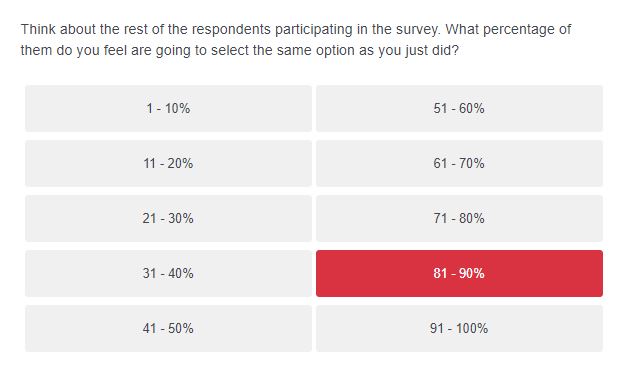 Think about the rest of the respondents participating in the survey. What percentage of
them do you feel are going to select the same option as you just did?
1 - 10%
51 - 60%
11 - 20%
61 - 70%
21 - 30%
71 - 80%
31 - 40%
81 - 90%
41 - 50%
91 - 100%